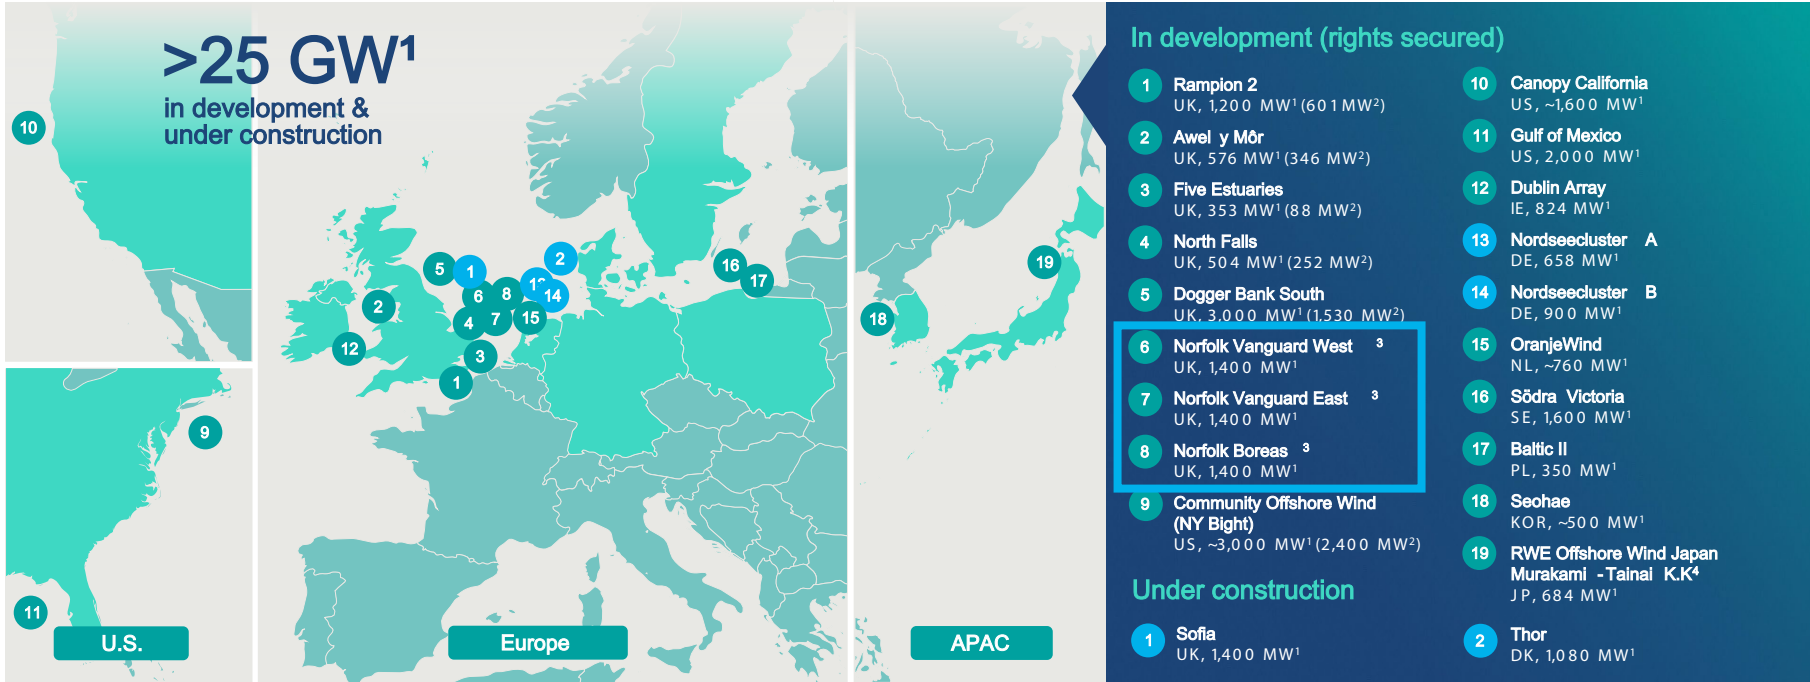 >25 GW¹
in development &
under construction
10
9
11
U.S.
5
1
2
6
8
13
14
2
4
7
15
12
3
1
16
17
Europe
19
18
APAC
In development (rights secured)
1 Rampion 2
UK, 1,200 MW¹ (601 MW²)
2 Awel y Môr
UK, 576 MW¹ (346 MW²)
3 Five Estuaries
UK, 353 MW¹ (88 MW²)
4 North Falls
UK, 504 MW¹ (252 MW²)
5 Dogger Bank South
UK, 3,000 MW¹ (1,530 MW²)
6 Norfolk Vanguard West ³
UK, 1,400 MW¹
7 Norfolk Vanguard East ³
UK, 1,400 MW¹
8 Norfolk Boreas ³
UK, 1,400 MW¹
9 Community Offshore Wind
(NY Bight)
US, ~3,000 MW¹ (2,400 MW²)
10 Canopy California
US, ~1,600 MW¹
11 Gulf of Mexico
US, 2,000 MW¹
12 Dublin Array
IE, 824 MW¹
13 Nordseecluster A
DE, 658 MW¹
14 Nordseecluster B
DE, 900 MW¹
15 OranjeWind
NL, ~760 MW¹
16 Södra Victoria
SE, 1,600 MW¹
17 Baltic II
PL, 350 MW¹
18 Seohae
KOR, ~500 MW¹
19 RWE Offshore Wind Japan
Murakami -Tainai K.K⁴
JP, 684 MW¹
Under construction
1 Sofia
UK, 1,400 MW¹
2 Thor
DK, 1,080 MW¹